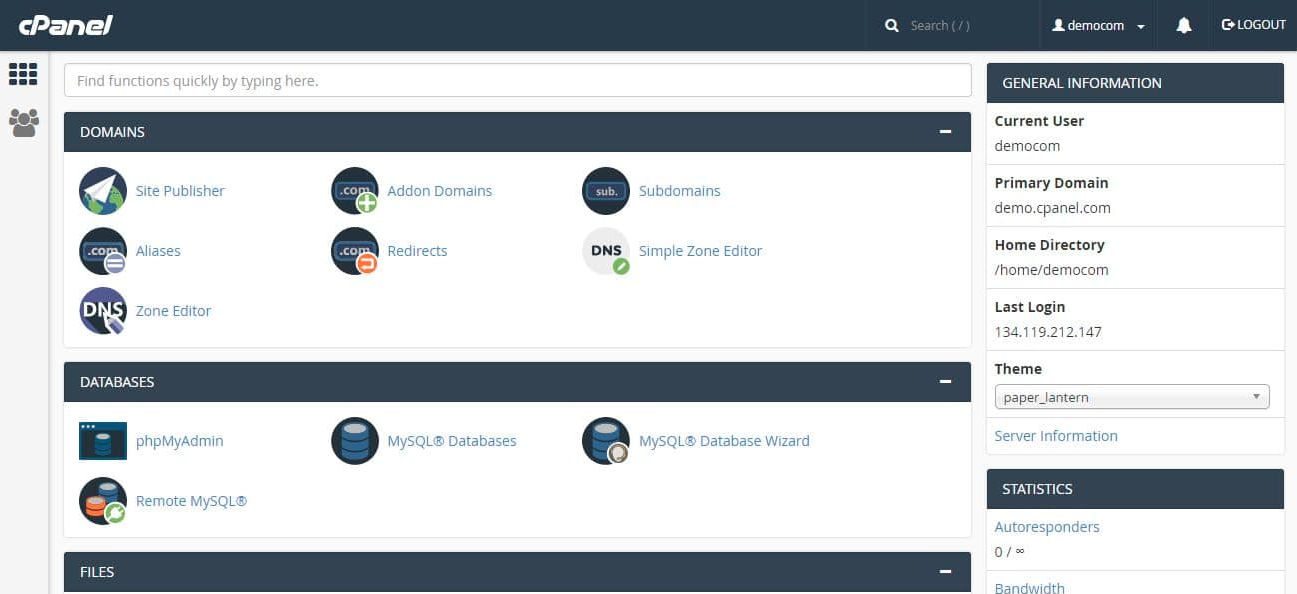 cPanel
Search ( / )
democom
LOGOUT
Find functions quickly by typing here.
DOMAINS
Site Publisher
.com
Addon Domains
sub.
Subdomains
.com
Aliases
.com
Redirects
DNS
Simple Zone Editor
DNS
Zone Editor
DATABASES
phpMyAdmin
MySQL® Databases
MySQL® Database Wizard
Remote MySQL®
FILES
GENERAL INFORMATION
Current User
democom
Primary Domain
demo.cpanel.com
Home Directory
/home/democom
Last Login
134.119.212.147
Theme
paper_lantern
Server Information
STATISTICS
Autoresponders
0 / ∞
Bandwidth